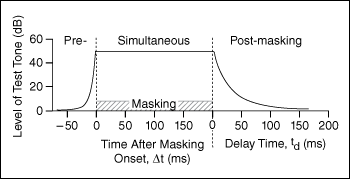 Pre- Simultaneous Post-masking
Level of Test Tone (dB)
60
40
20
0
Masking
-50 0 50 100 150 0 50 100 150 200
Time After Masking Delay Time, td (ms)
Onset, Δt (ms)